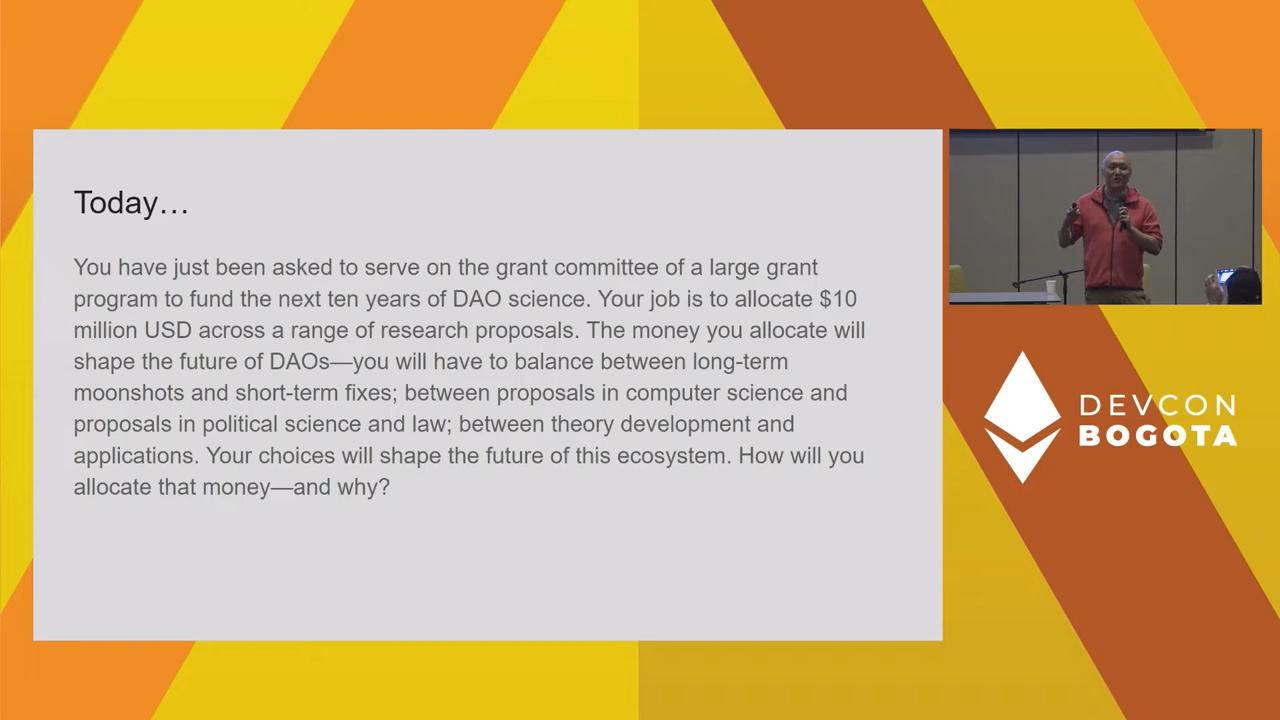 Today…
You have just been asked to serve on the grant committee of a large grant
program to fund the next ten years of DAO science. Your job is to allocate $10
million USD across a range of research proposals. The money you allocate will
shape the future of DAOs—you will have to balance between long-term
moonshots and short-term fixes; between proposals in computer science and
proposals in political science and law; between theory development and
applications. Your choices will shape the future of this ecosystem. How will you
allocate that money—and why?
DEVCON
BOGOTA